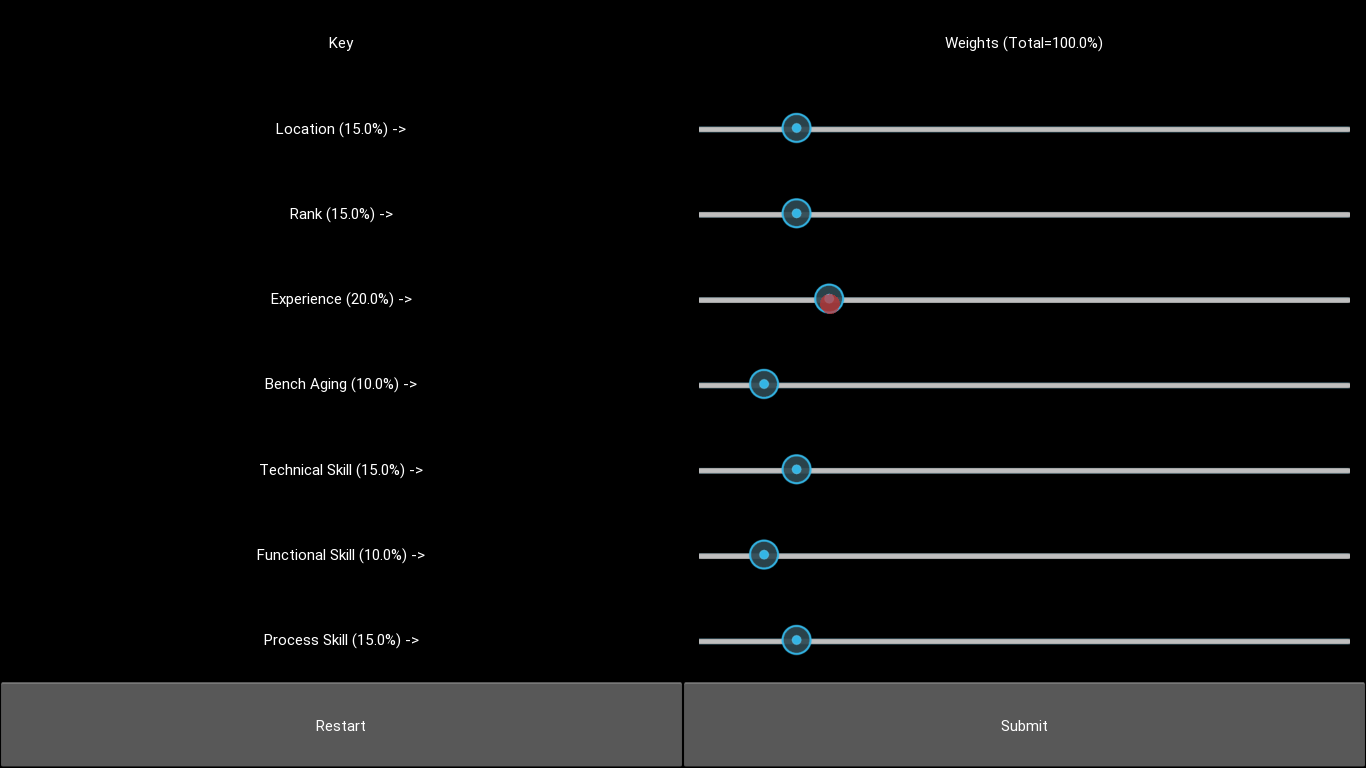 Key
Weights (Total=100.0%)
Location (15.0%) ->
Rank (15.0%) ->
Experience (20.0%) ->
Bench Aging (10.0%) ->
Technical Skill (15.0%) ->
Functional Skill (10.0%) ->
Process Skill (15.0%) ->
Restart
Submit